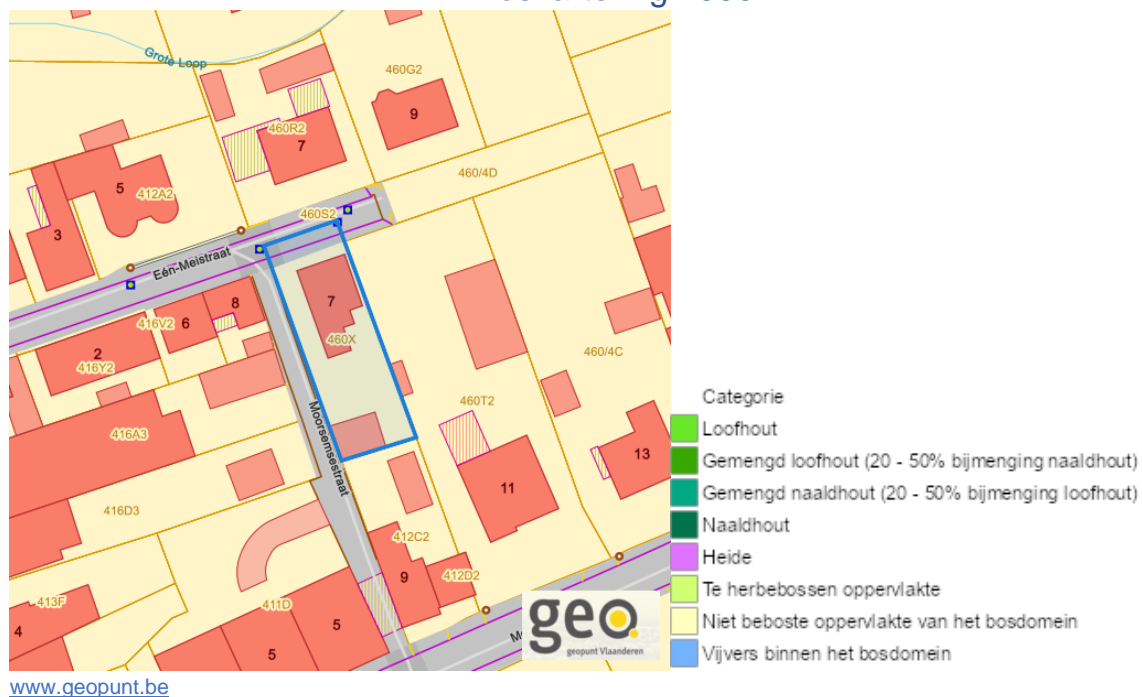 Grote Loop
460G2
9
460R2
7
460/4D
5
412A2
3
460S2
Eén-Meistraat
8
7
416V2
6
460X
2
416Y2
460/4C
460T2
416A3
13
Moorsemsestraat
11
416D3
412C2
9
412D2
413F
4
411D
5
5
geo
geopunt Vlaanderen
Categorie
Loofhout
Gemengd loofhout (20 - 50% bijmenging naaldhout)
Gemengd naaldhout (20 - 50% bijmenging loofhout)
Naaldhout
Heide
Te herbebossen oppervlakte
Niet beboste oppervlakte van het bosdomein
Vijvers binnen het bosdomein
www.geopunt.be